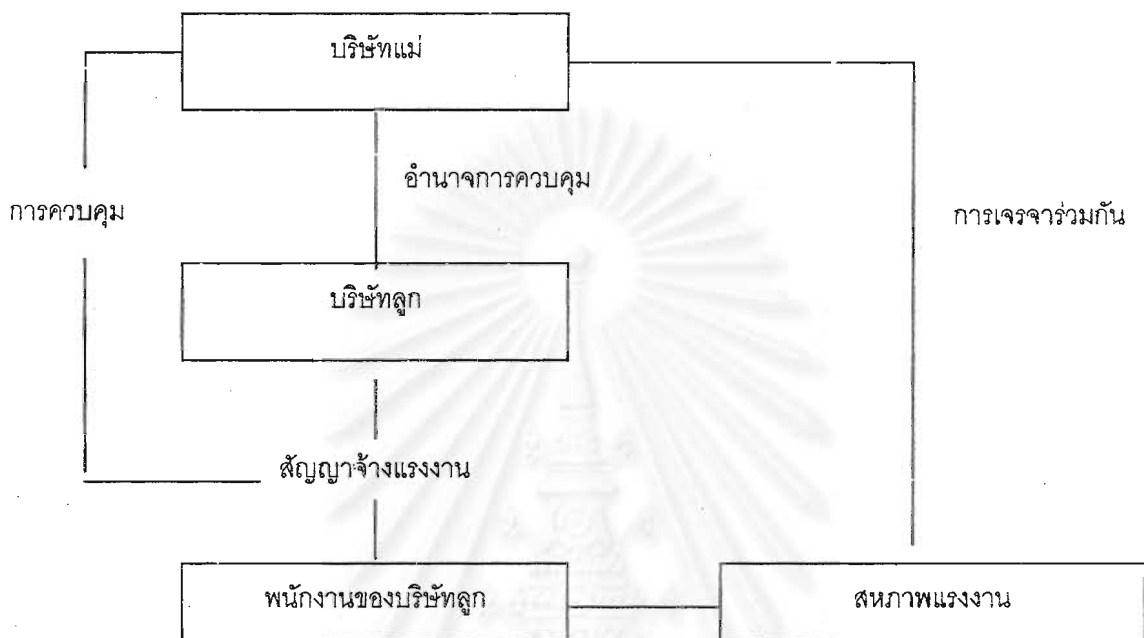 บริษัทแม่
อำนาจการควบคุม
การควบคุม
การเจรจาร่วมกัน
บริษัทลูก
สัญญาจ้างแรงงาน
พนักงานของบริษัทลูก
สหภาพแรงงาน